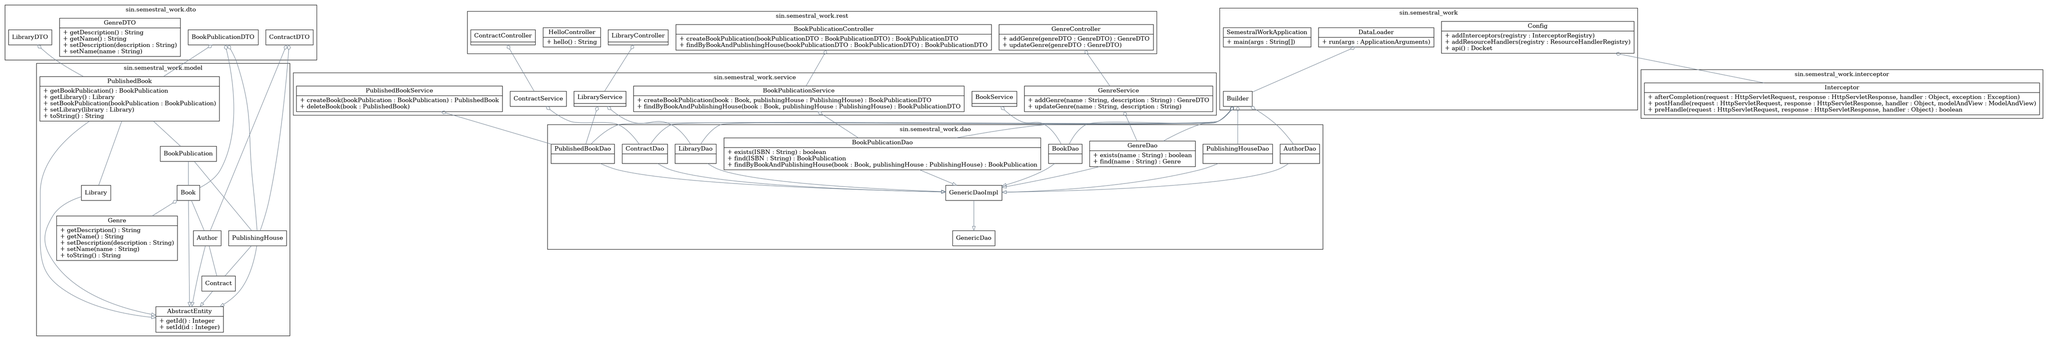 sin.semestral_work.dto
LibraryDTO
GenreDTO
+ getDescription() : String
+ getName() : String
+ setDescription(description : String)
+ setName(name : String)
BookPublicationDTO
ContractDTO
sin.semestral_work.model
PublishedBook
+ getBookPublication() : BookPublication
+ getLibrary() : Library
+ setBookPublication(bookPublication : BookPublication)
+ setLibrary(library : Library)
+ toString() : String
BookPublication
Library
Book
Genre
+ getDescription() : String
+ getName() : String
+ setDescription(description : String)
+ setName(name : String)
+ toString() : String
Author
PublishingHouse
Contract
AbstractEntity
+ getId() : Integer
+ setId(id : Integer)
sin.semestral_work.rest
ContractController
HelloController
+ hello() : String
LibraryController
BookPublicationController
+ createBookPublication(bookPublicationDTO : BookPublicationDTO) : BookPublicationDTO
+ findByBookAndPublishingHouse(bookPublicationDTO : BookPublicationDTO) : BookPublicationDTO
GenreController
+ addGenre(genreDTO : GenreDTO) : GenreDTO
+ updateGenre(genreDTO : GenreDTO)
sin.semestral_work.service
PublishedBookService
+ createBook(bookPublication : BookPublication) : PublishedBook
+ deleteBook(book : PublishedBook)
ContractService
LibraryService
BookPublicationService
+ createBookPublication(book : Book, publishingHouse : PublishingHouse) : BookPublicationDTO
+ findByBookAndPublishingHouse(book : Book, publishingHouse : PublishingHouse) : BookPublicationDTO
BookService
GenreService
+ addGenre(name : String, description : String) : GenreDTO
+ updateGenre(name : String, description : String)
sin.semestral_work.dao
PublishedBookDao
ContractDao
LibraryDao
BookPublicationDao
+ exists(ISBN : String) : boolean
+ find(ISBN : String) : BookPublication
+ findByBookAndPublishingHouse(book : Book, publishingHouse : PublishingHouse) : BookPublication
BookDao
GenreDao
+ exists(name : String) : boolean
+ find(name : String) : Genre
PublishingHouseDao
AuthorDao
GenericDaoImpl
GenericDao
sin.semestral_work
SemestralWorkApplication
+ main(args : String[])
DataLoader
+ run(args : ApplicationArguments)
Config
+ addInterceptors(registry : InterceptorRegistry)
+ addResourceHandlers(registry : ResourceHandlerRegistry)
+ api() : Docket
Builder
sin.semestral_work.interceptor
Interceptor
+ afterCompletion(request : HttpServletRequest, response : HttpServletResponse, handler : Object, exception : Exception)
+ postHandle(request : HttpServletRequest, response : HttpServletResponse, handler : Object, modelAndView : ModelAndView)
+ preHandle(request : HttpServletRequest, response : HttpServletResponse, handler : Object) : boolean